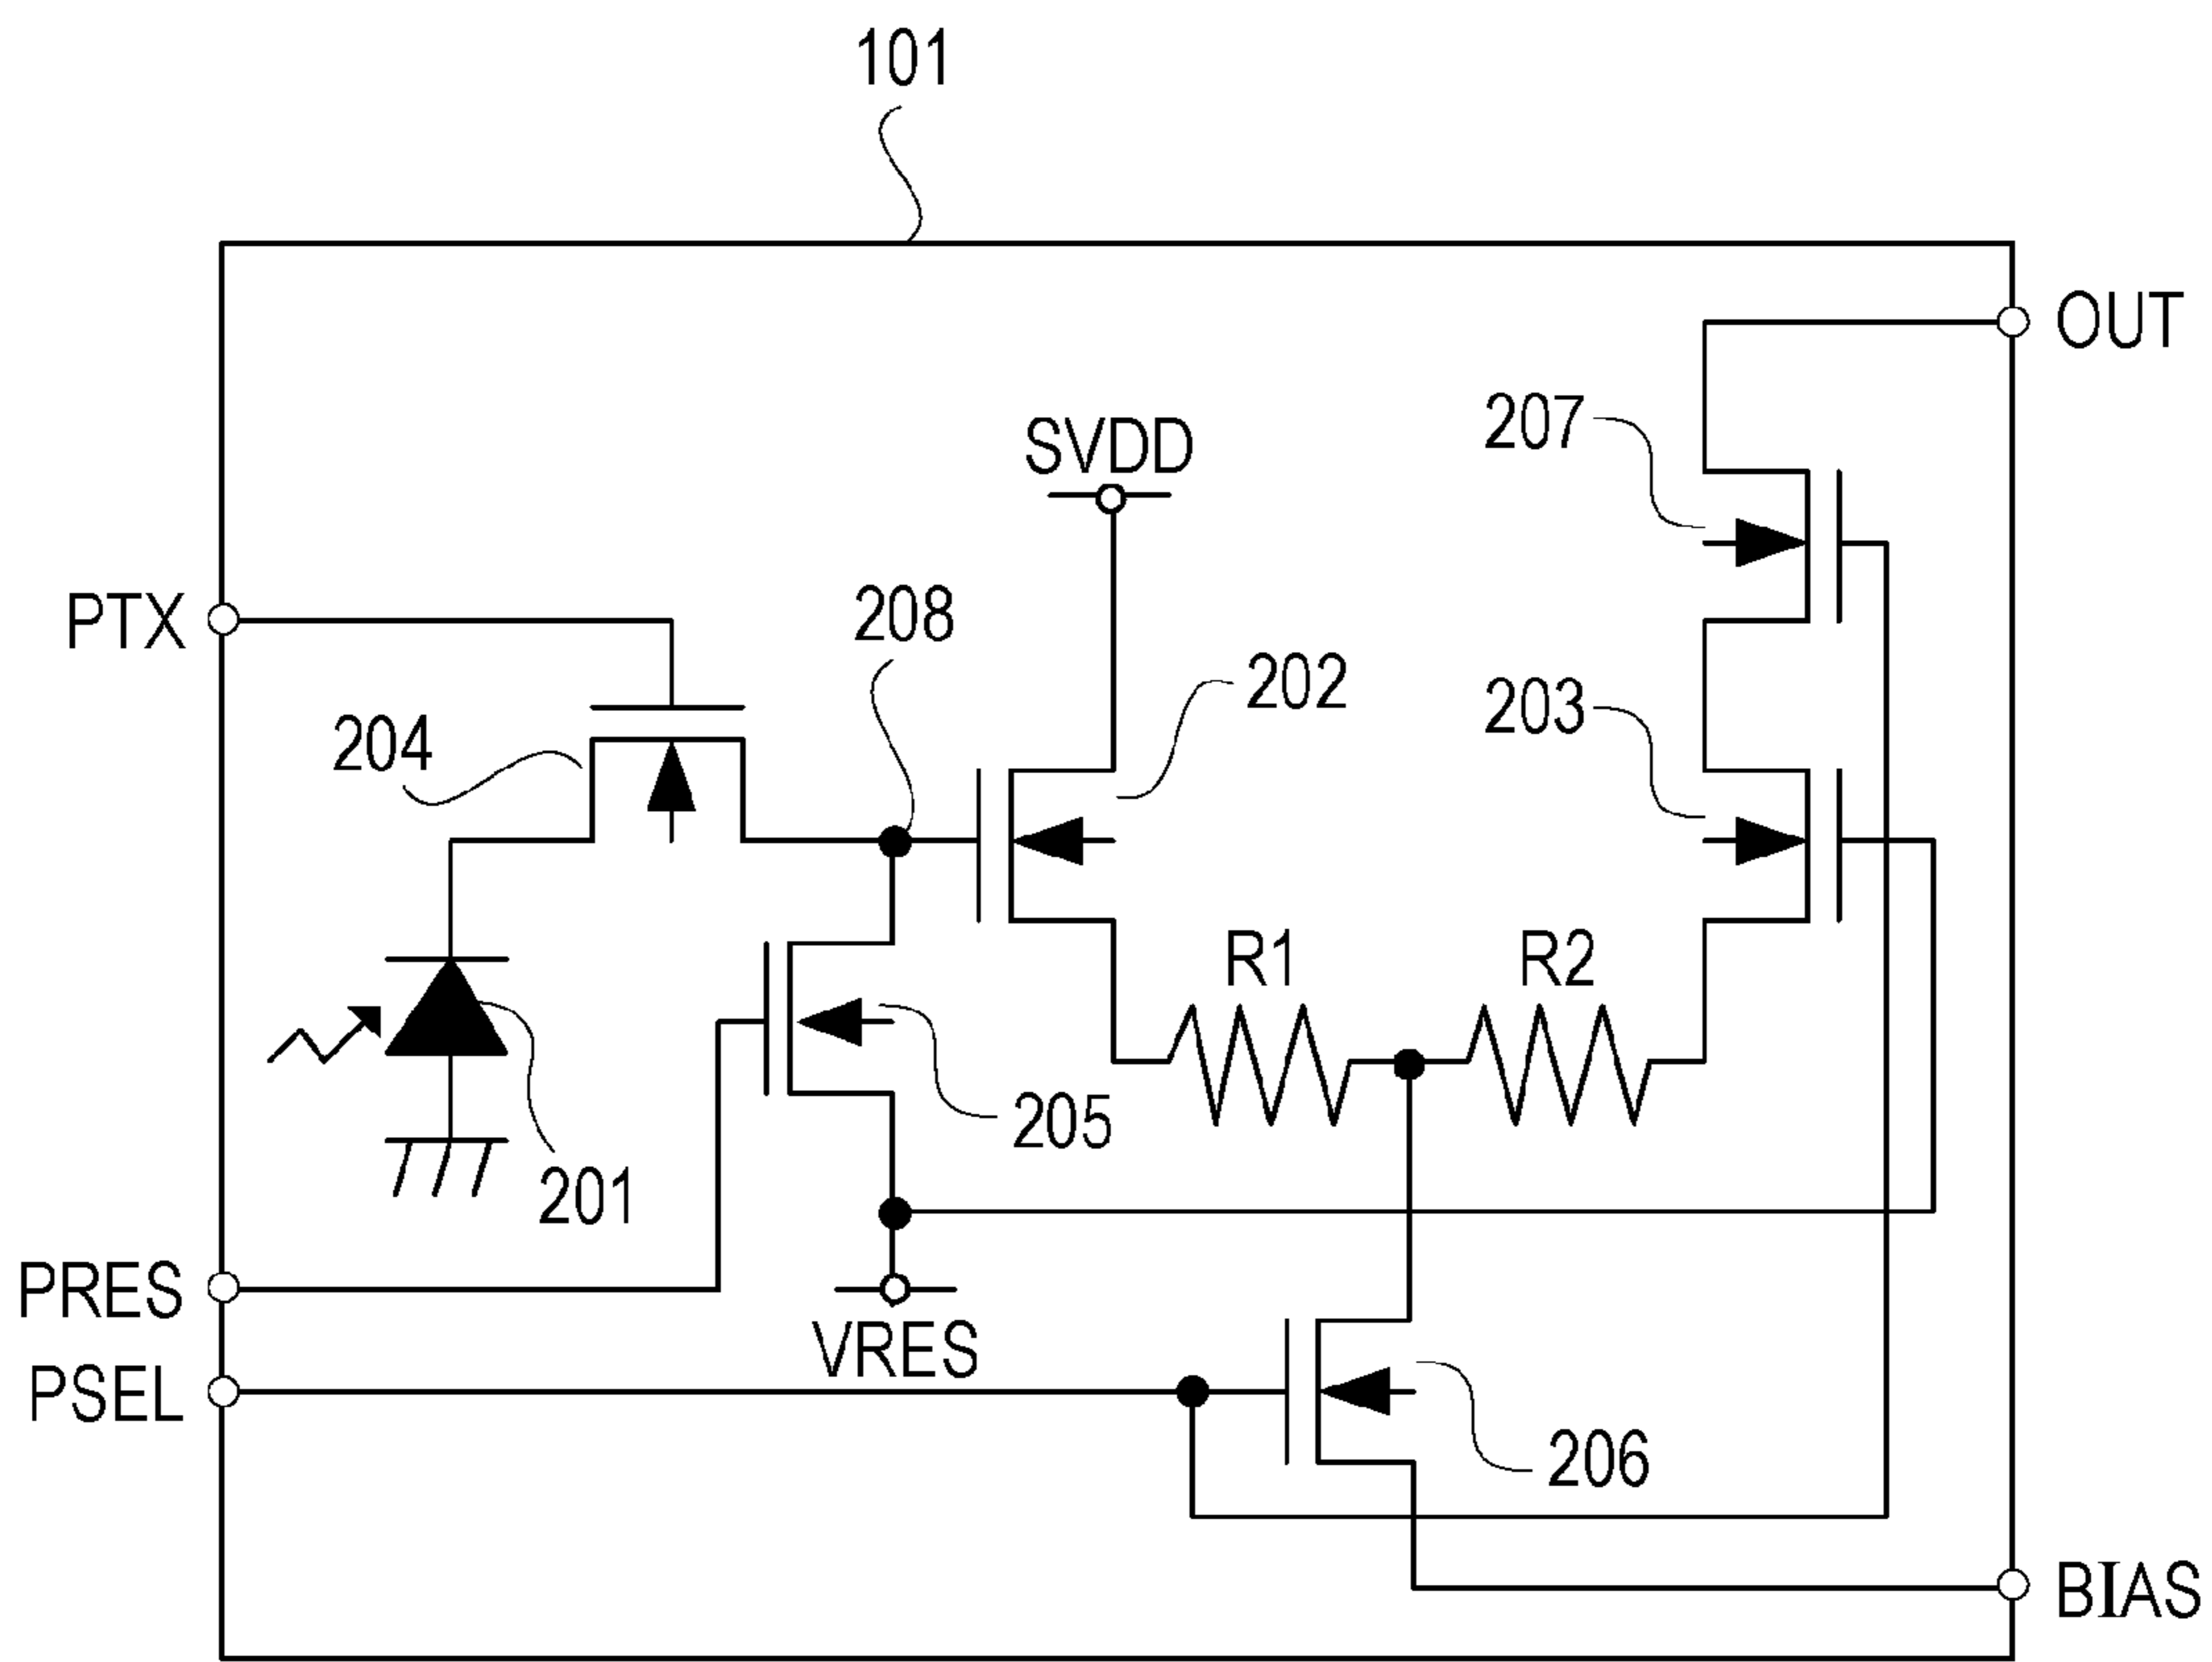 101
OUT
207
SVDD
PTX
208
202
203
204
R1
R2
205
201
PRES
VRES
PSEL
206
BIAS